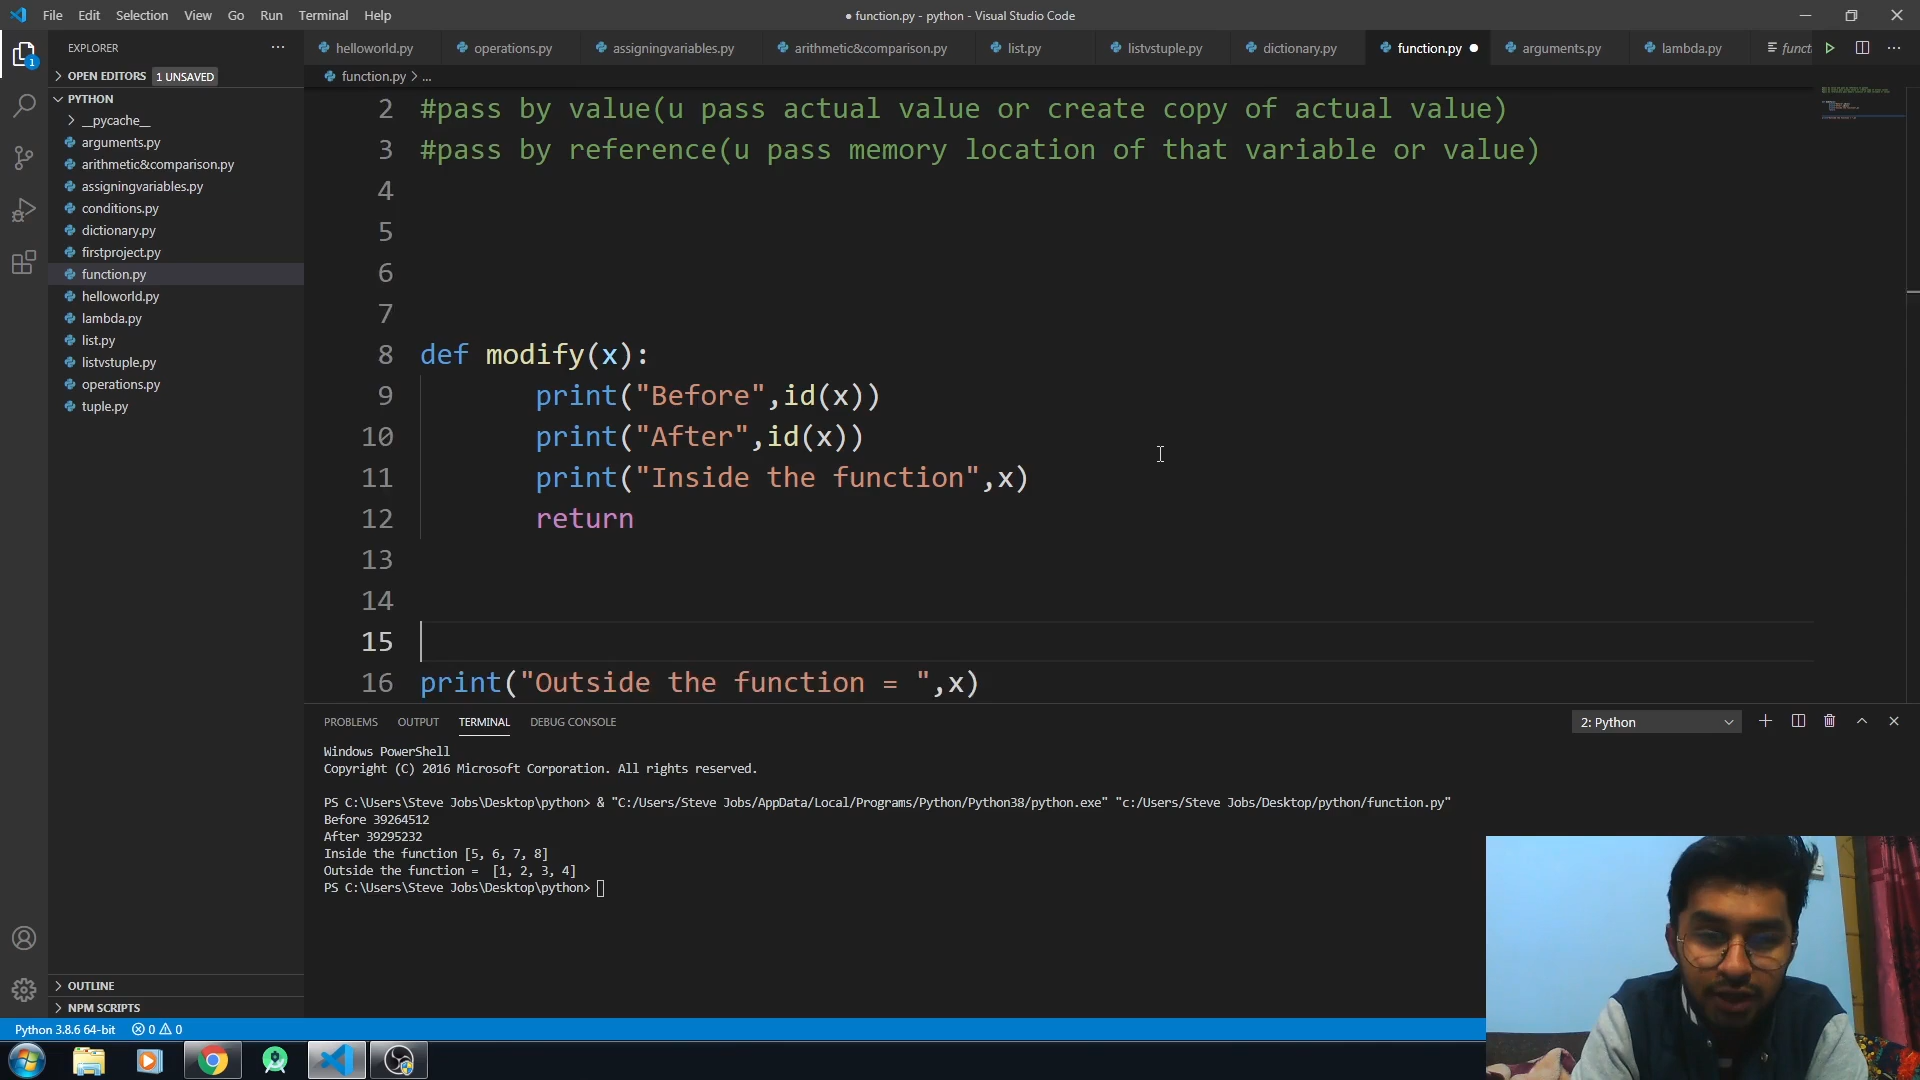 File Edit Selection View Go Run Terminal Help
● function.py - python - Visual Studio Code
EXPLORER
helloworld.py operations.py assigningvariables.py arithmetic&comparison.py list.py listvstuple.py dictionary.py function.py arguments.py lambda.py
1
OPEN EDITORS 1 UNSAVED
function.py > ...
PYTHON
__pycache__
arguments.py
arithmetic&comparison.py
assigningvariables.py
conditions.py
dictionary.py
firstproject.py
function.py
helloworld.py
lambda.py
list.py
listvstuple.py
operations.py
tuple.py
OUTLINE
NPM SCRIPTS
2 #pass by value(u pass actual value or create copy of actual value)
3 #pass by reference(u pass memory location of that variable or value)
4
5
6
7
8 def modify(x):
9 print("Before",id(x))
10 print("After",id(x))
11 print("Inside the function",x)
12 return
13
14
15
16 print("Outside the function = ",x)
PROBLEMS OUTPUT TERMINAL DEBUG CONSOLE 2: Python
Windows PowerShell
Copyright (C) 2016 Microsoft Corporation. All rights reserved.
PS C:\Users\Steve Jobs\Desktop\python> & "C:/Users/Steve Jobs/AppData/Local/Programs/Python/Python38/python.exe" "c:/Users/Steve Jobs/Desktop/python/function.py"
Before 39264512
After 39295232
Inside the function [5, 6, 7, 8]
Outside the function =  [1, 2, 3, 4]
PS C:\Users\Steve Jobs\Desktop\python>
Python 3.8.6 64-bit 0 0